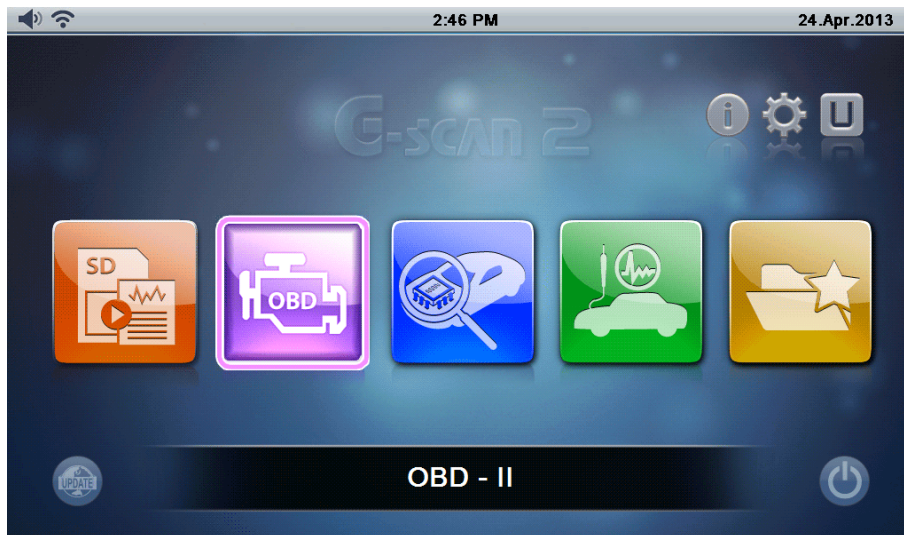 2:46 PM
24.Apr.2013
G-scan 2
i
U
SD
OBD
UPDATE
OBD - II